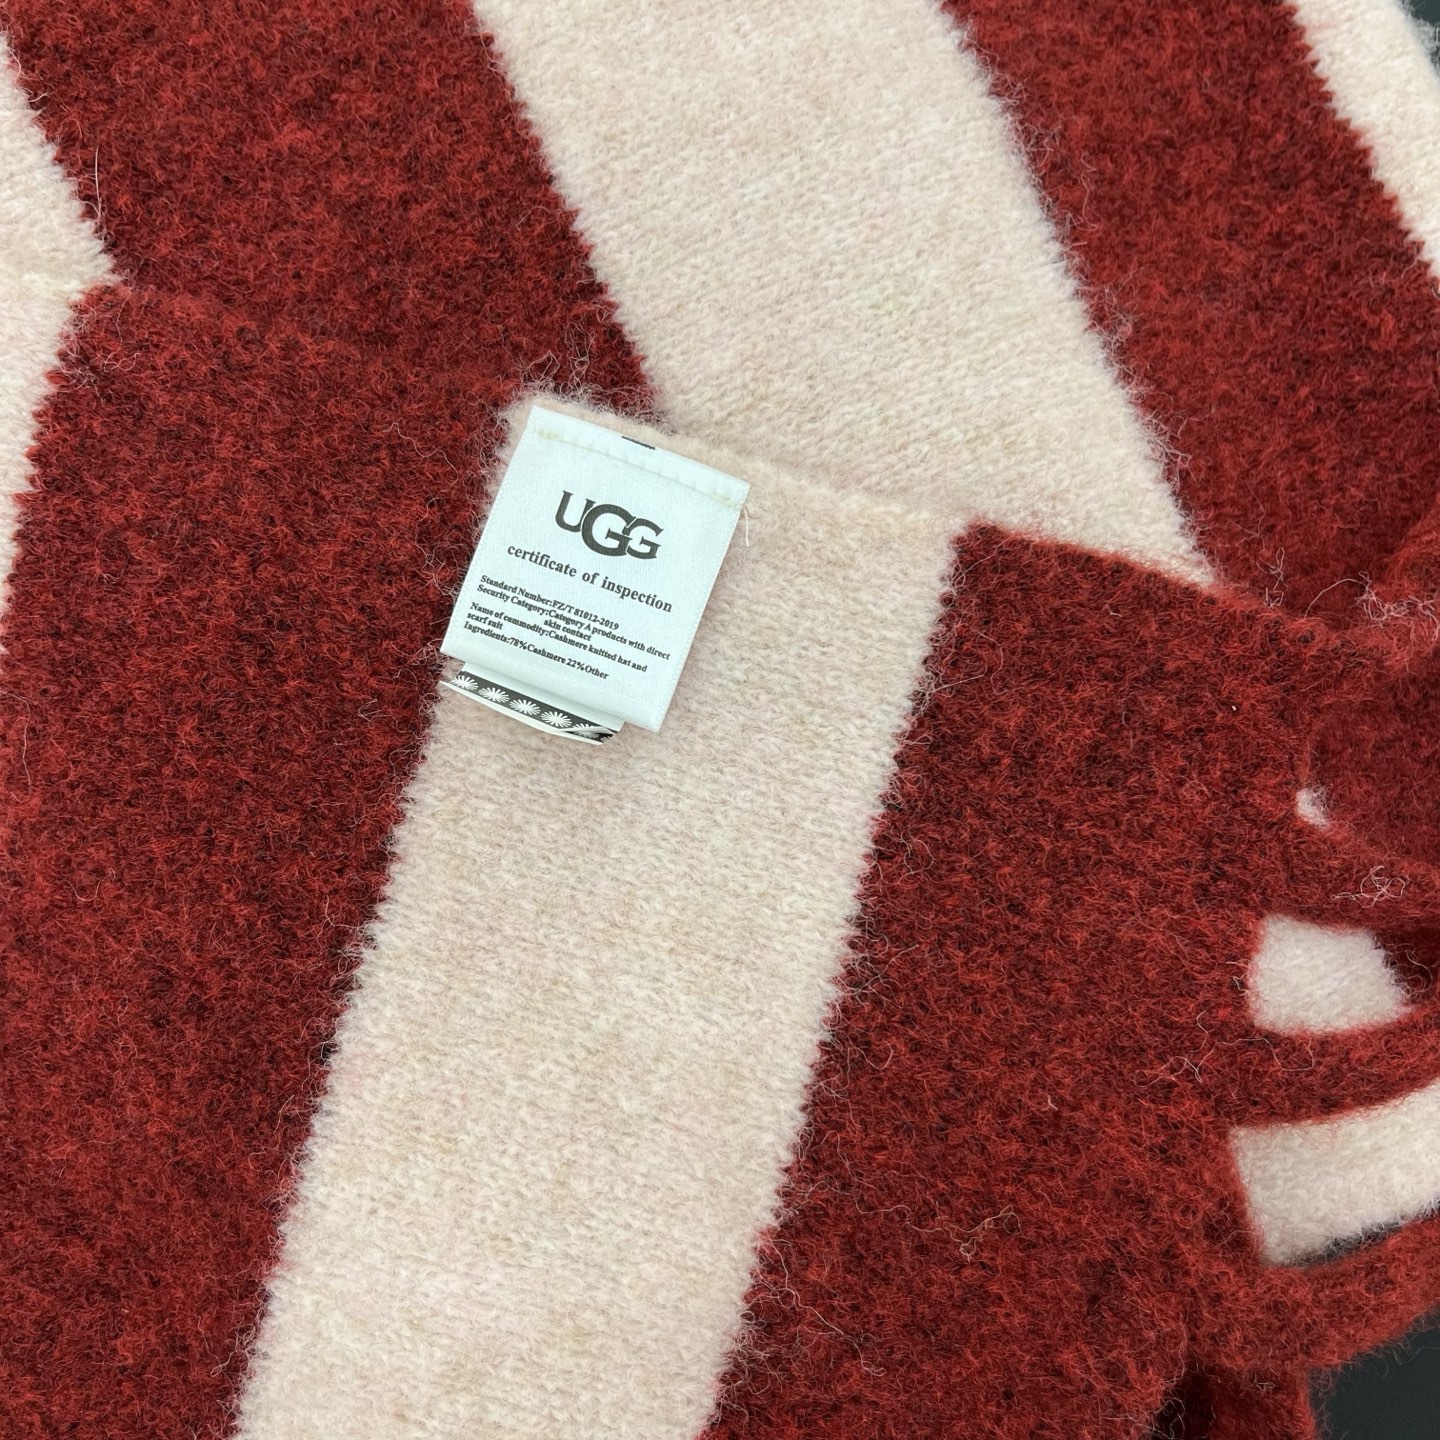 UGG
certificate of inspection
Standard Number:FZ/T 81012-2019
Security Category:Category A products with direct
skin contact
Name of commodity:Cashmere knitted hat and
scarf suit
Ingredients:78%Cashmere 22%Other